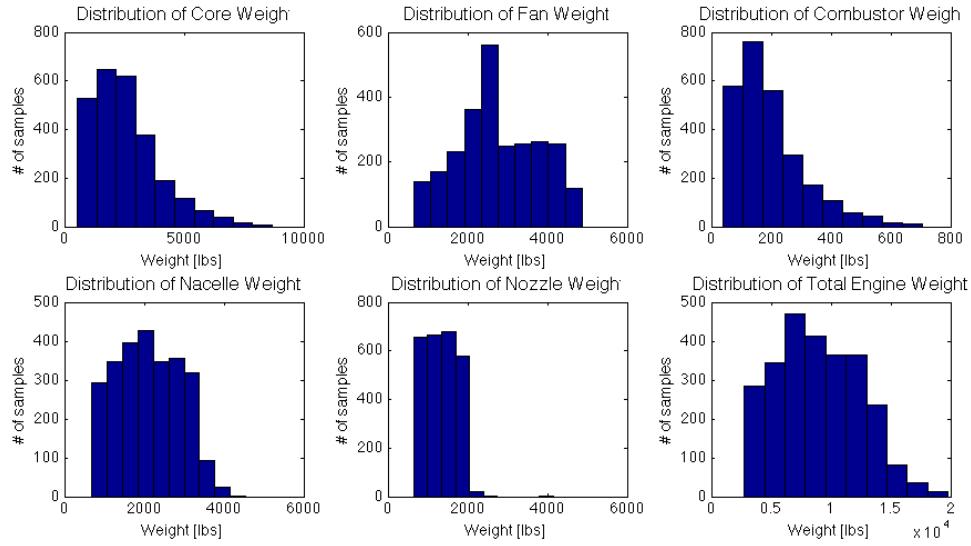 Distribution of Core Weigh
800
600
400
200
0
# of samples
0 5000 10000
Weight [lbs]
Distribution of Fan Weight
600
400
200
0
# of samples
0 2000 4000 6000
Weight [lbs]
Distribution of Combustor Weigh
800
600
400
200
0
# of samples
0 200 400 600 800
Weight [lbs]
Distribution of Nacelle Weight
500
400
300
200
100
0
# of samples
0 2000 4000 6000
Weight [lbs]
Distribution of Nozzle Weigh
800
600
400
200
0
# of samples
0 2000 4000 6000
Weight [lbs]
Distribution of Total Engine Weight
500
400
300
200
100
0
# of samples
0 0.5 1 1.5 2
Weight [lbs] x 10^4